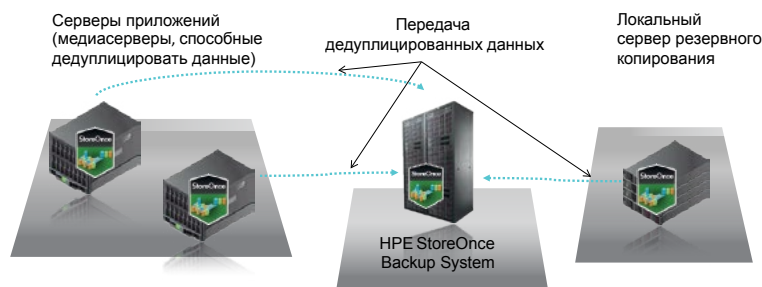 Серверы приложений
(медиасерверы, способные
дедуплицировать данные)
Передача
дедуплицированных данных
Локальный
сервер резервного
копирования
StoreOnce
StoreOnce
StoreOnce
StoreOnce
HPE StoreOnce
Backup System